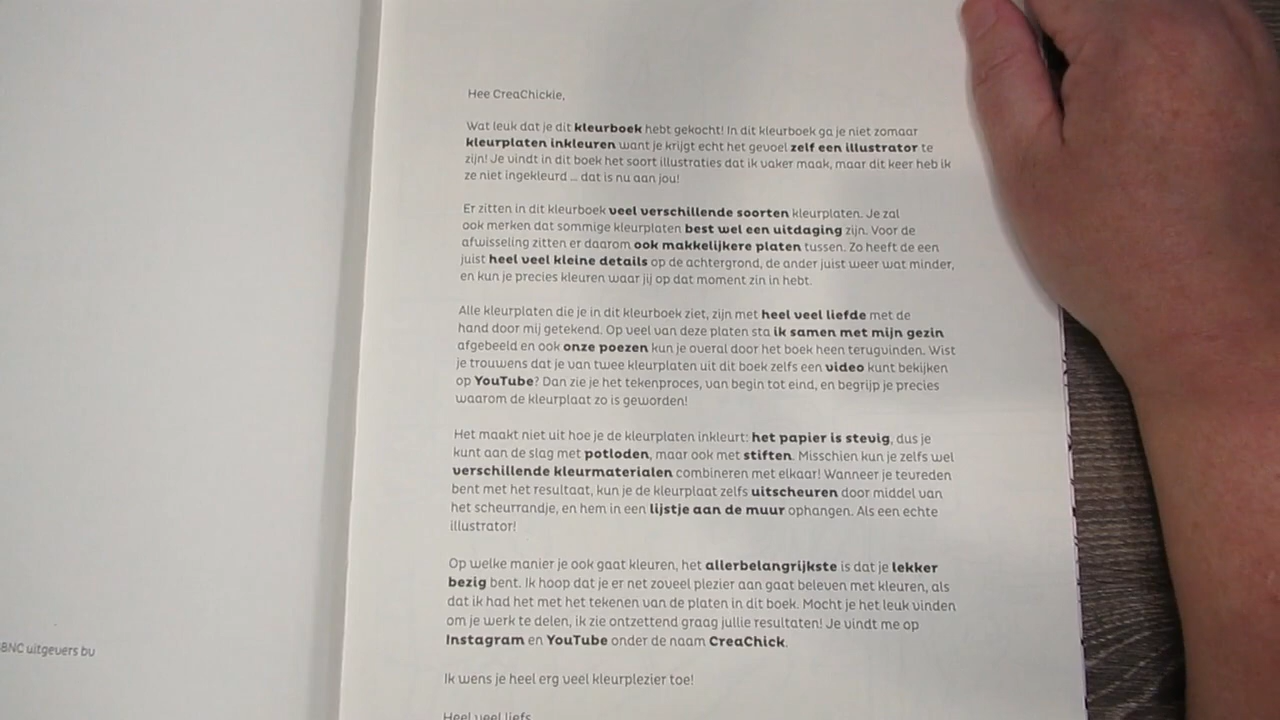 Hee CreaChickie,
Wat leuk dat je dit kleurboek hebt gekocht! In dit kleurboek ga je niet zomaar
kleurplaten inkleuren want je krijgt echt het gevoel zelf een illustrator te
zijn! Je vindt in dit boek het soort illustraties dat ik vaker maak, maar dit keer heb ik
ze niet ingekleurd ... dat is nu aan jou!
Er zitten in dit kleurboek veel verschillende soorten kleurplaten. Je zal
ook merken dat sommige kleurplaten best wel een uitdaging zijn. Voor de
afwisseling zitten er daarom ook makkelijkere platen tussen. Zo heeft de een
juist heel veel kleine details op de achtergrond, de ander juist weer wat minder,
en kun je precies kleuren waar jij op dat moment zin in hebt.
Alle kleurplaten die je in dit kleurboek ziet, zijn met heel veel liefde met de
hand door mij getekend. Op veel van deze platen sta ik samen met mijn gezin
afgebeeld en ook onze poezen kun je overal door het boek heen terugvinden. Wist
je trouwens dat je van twee kleurplaten uit dit boek zelfs een video kunt bekijken
op YouTube? Dan zie je het tekenproces, van begin tot eind, en begrijp je precies
waarom de kleurplaat zo is geworden!
Het maakt niet uit hoe je de kleurplaten inkleurt: het papier is stevig, dus je
kunt aan de slag met potloden, maar ook met stiften. Misschien kun je zelfs wel
verschillende kleurmaterialen combineren met elkaar! Wanneer je tevreden
bent met het resultaat, kun je de kleurplaat zelfs uitscheuren door middel van
het scheurrandje, en hem in een lijstje aan de muur ophangen. Als een echte
illustrator!
Op welke manier je ook gaat kleuren, het allerbelangrijkste is dat je lekker
bezig bent. Ik hoop dat je er net zoveel plezier aan gaat beleven met kleuren, als
dat ik had het met het tekenen van de platen in dit boek. Mocht je het leuk vinden
om je werk te delen, ik zie ontzettend graag jullie resultaten! Je vindt me op
Instagram en YouTube onder de naam CreaChick.
Ik wens je heel erg veel kleurplezier toe!
Heel veel liefs
BNC uitgevers bv